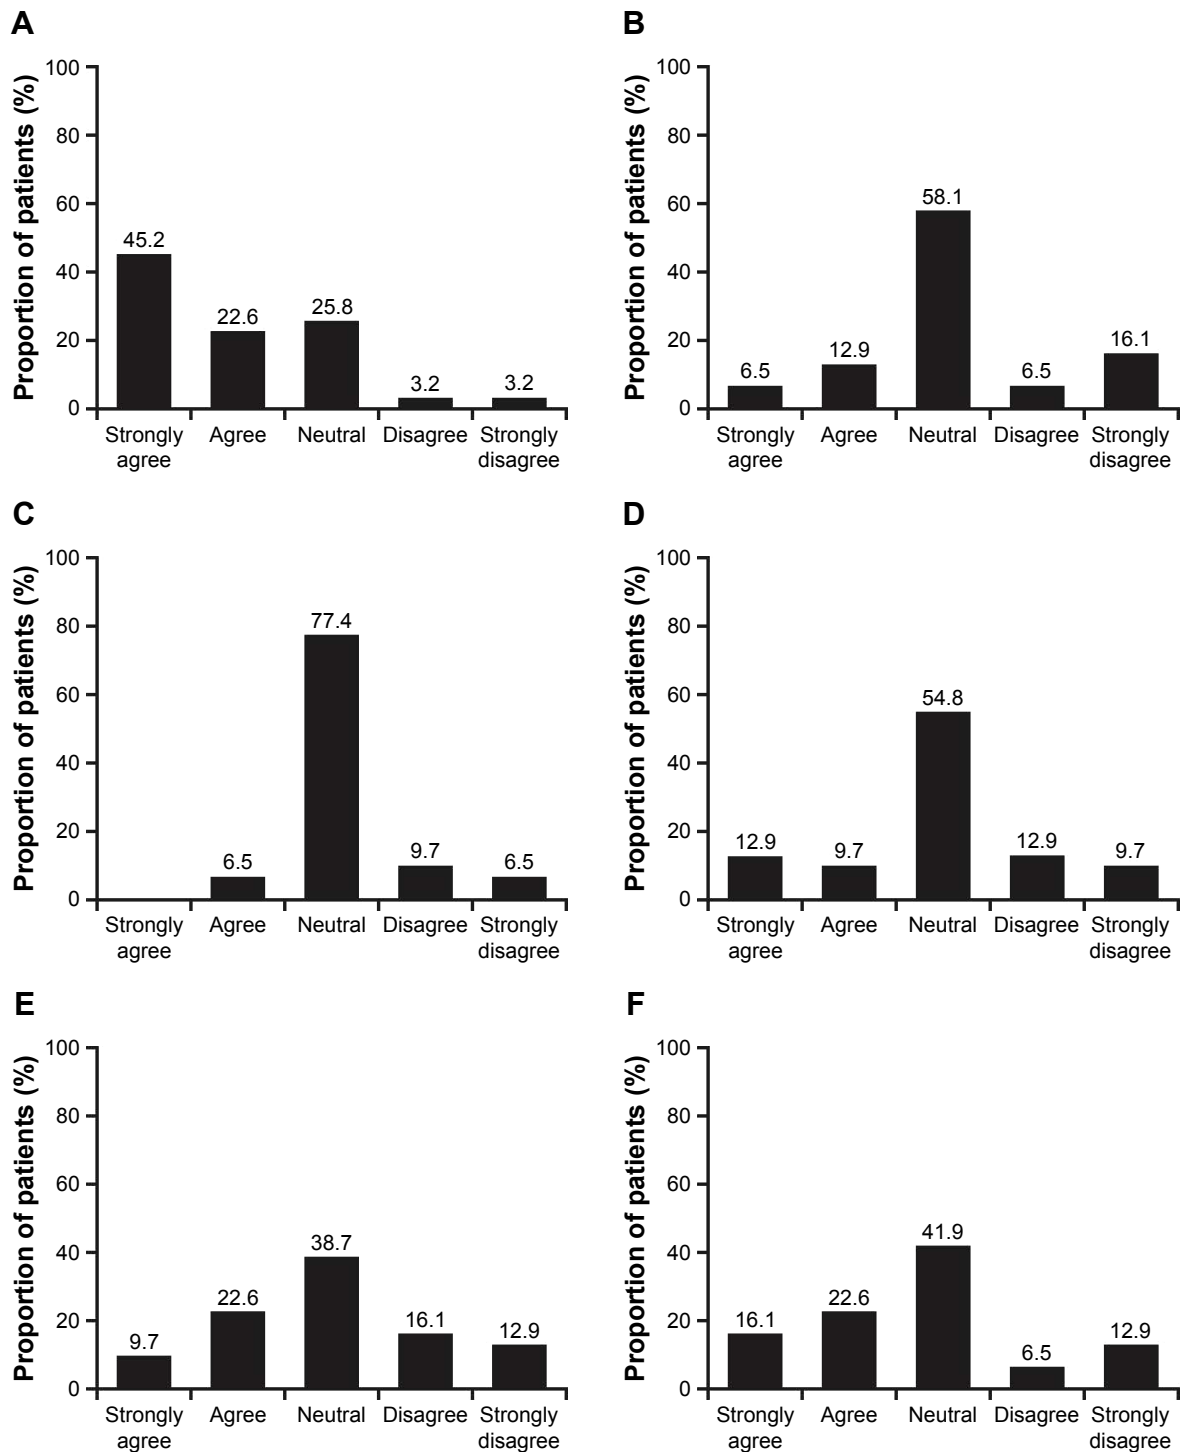 A
Proportion of patients (%)
100
80
60
40
20
0
45.2
22.6
25.8
3.2
3.2
Strongly agree
Agree
Neutral
Disagree
Strongly disagree
B
Proportion of patients (%)
100
80
60
40
20
0
6.5
12.9
58.1
6.5
16.1
Strongly agree
Agree
Neutral
Disagree
Strongly disagree
C
Proportion of patients (%)
100
80
60
40
20
0
6.5
77.4
9.7
6.5
Strongly agree
Agree
Neutral
Disagree
Strongly disagree
D
Proportion of patients (%)
100
80
60
40
20
0
12.9
9.7
54.8
12.9
9.7
Strongly agree
Agree
Neutral
Disagree
Strongly disagree
E
Proportion of patients (%)
100
80
60
40
20
0
9.7
22.6
38.7
16.1
12.9
Strongly agree
Agree
Neutral
Disagree
Strongly disagree
F
Proportion of patients (%)
100
80
60
40
20
0
16.1
22.6
41.9
6.5
12.9
Strongly agree
Agree
Neutral
Disagree
Strongly disagree